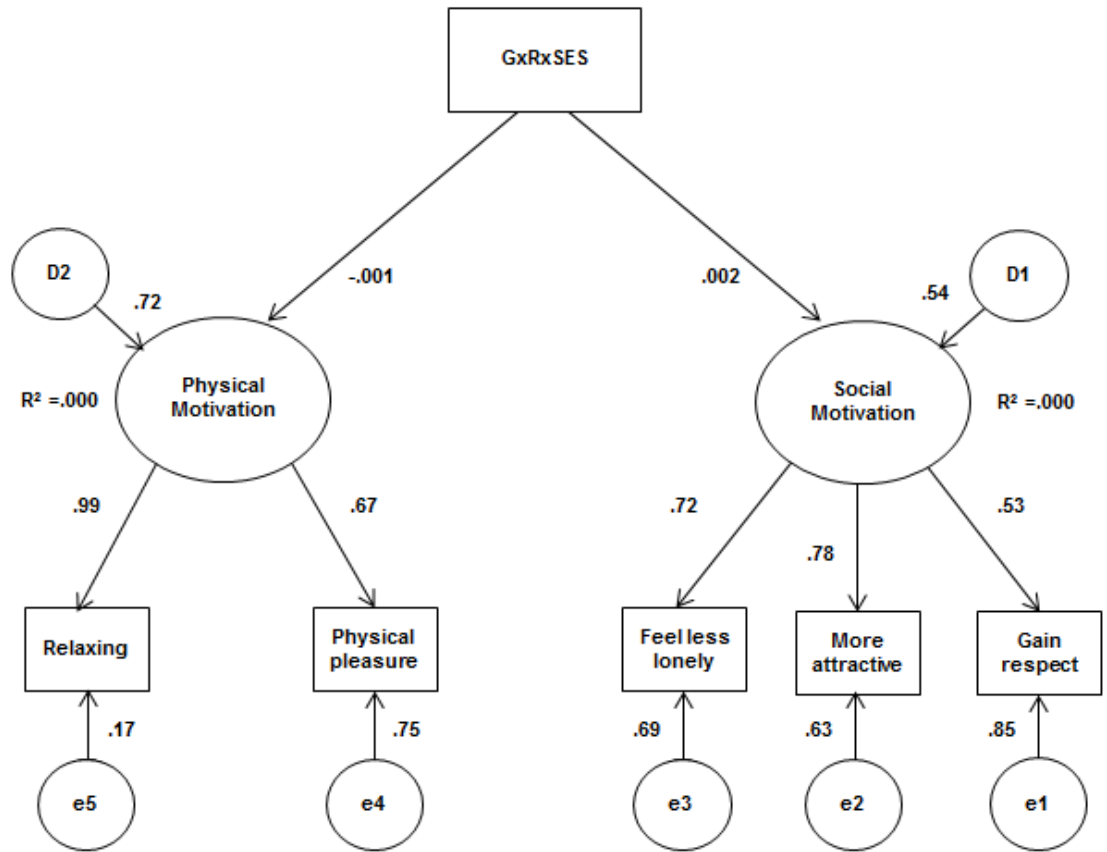 GxRxSES
D2
D1
-.001
.002
.72
.54
Physical
Motivation
Social
Motivation
R² =.000
R² =.000
.99
.67
.72
.78
.53
Relaxing
Physical
pleasure
Feel less
lonely
More
attractive
Gain
respect
.17
.75
.69
.63
.85
e5
e4
e3
e2
e1